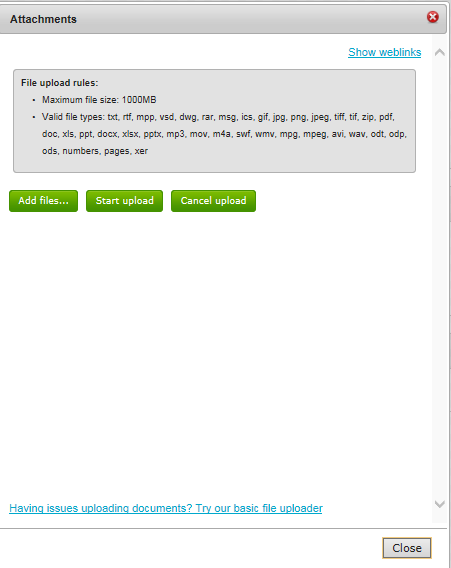 Attachments
Show weblinks
File upload rules:
• Maximum file size: 1000MB
• Valid file types: txt, rtf, mpp, vsd, dwg, rar, msg, ics, gif, jpg, png, jpeg, tiff, tif, zip, pdf,
doc, xls, ppt, docx, xlsx, pptx, mp3, mov, m4a, swf, wmv, mpg, mpeg, avi, wav, odt, odp,
ods, numbers, pages, xer
Add files... Start upload Cancel upload
Having issues uploading documents? Try our basic file uploader
Close